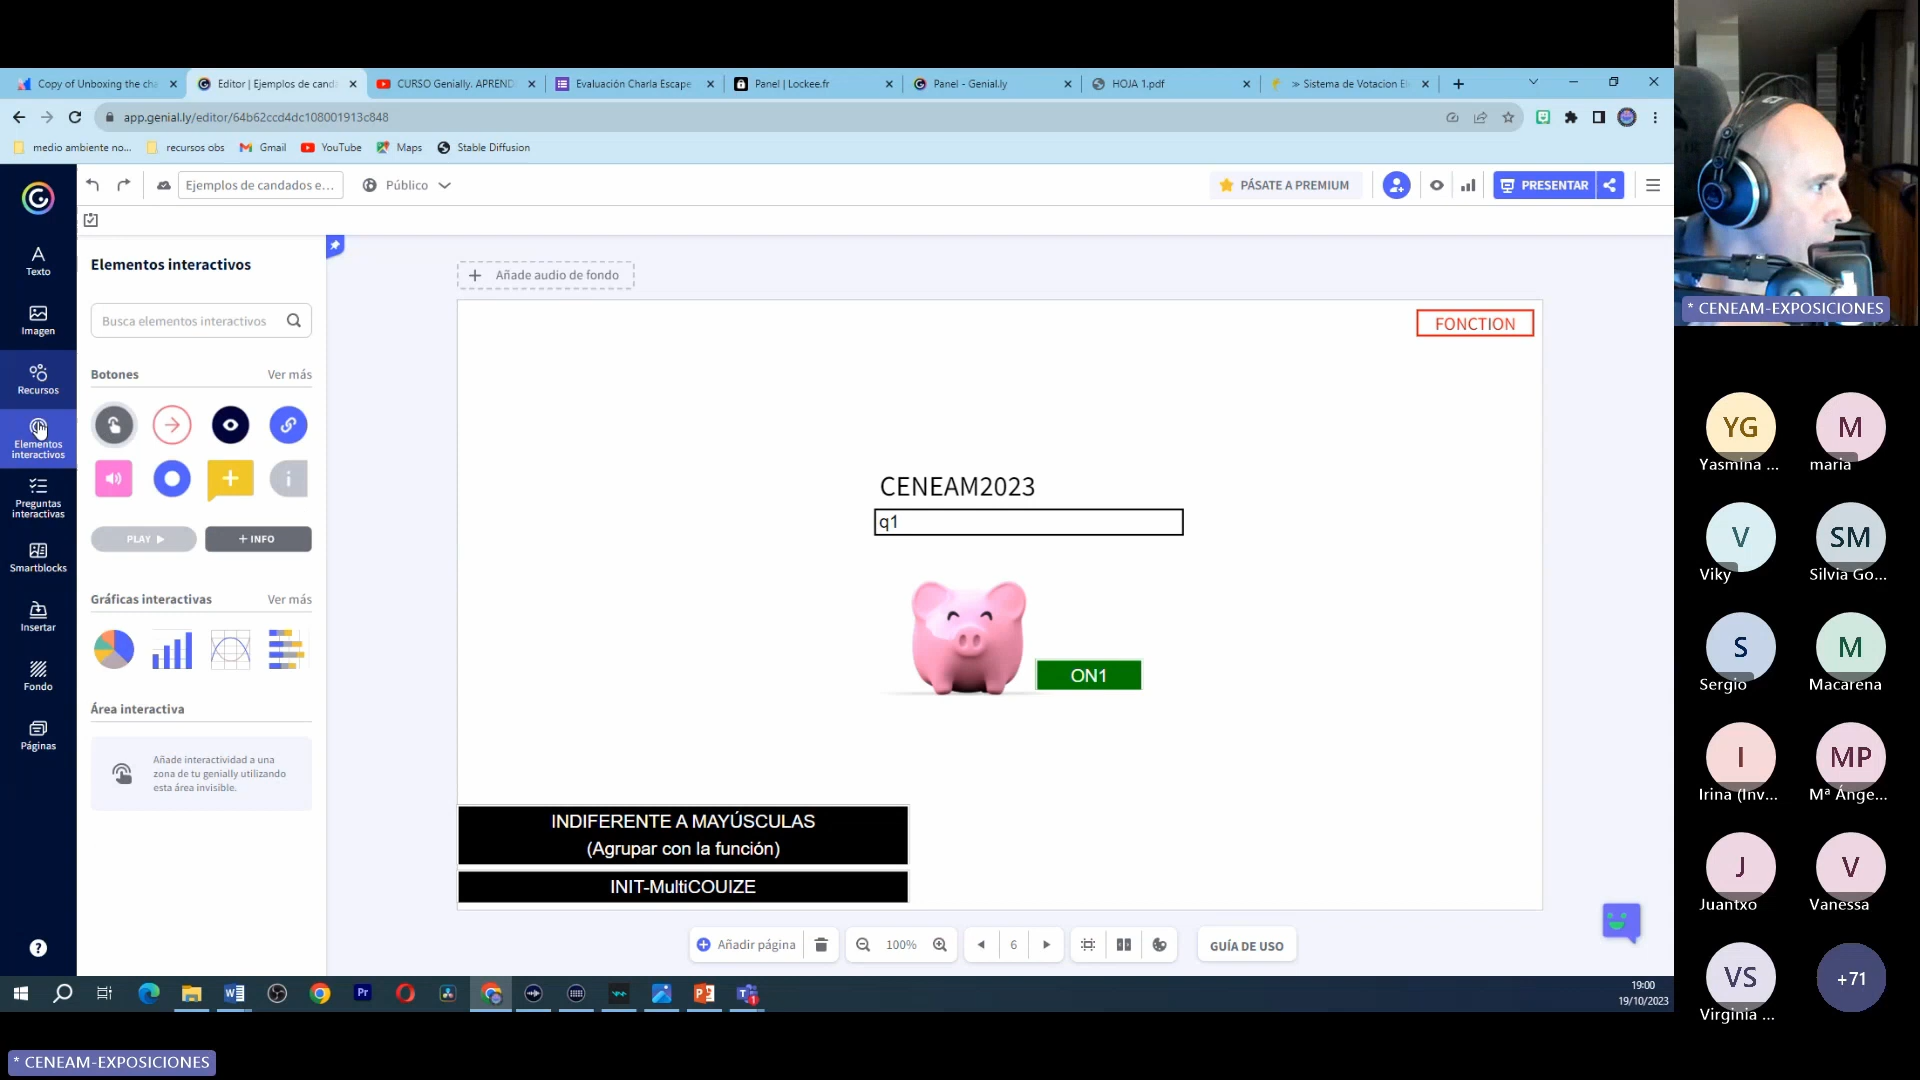 Copy of Unboxing the cha
Editor | Ejemplos de canda
CURSO Genially. APREND
Evaluación Charla Escape
Panel | Lockee.fr
Panel - Genial.ly
HOJA 1.pdf
» Sistema de Votacion El
app.genial.ly/editor/64b62ccd4dc108001913c848
medio ambiente no...
recursos obs
Gmail
YouTube
Maps
Stable Diffusion
Ejemplos de candados e...
Público
PÁSATE A PREMIUM
PRESENTAR
Texto
Imagen
Recursos
Elementos
interactivos
Preguntas
interactivas
Smartblocks
Insertar
Fondo
Páginas
Elementos interactivos
Busca elementos interactivos
Botones
Ver más
PLAY
+ INFO
Gráficas interactivas
Ver más
Área interactiva
Añade interactividad a una
zona de tu genially utilizando
esta área invisible.
+ Añade audio de fondo
FONCTION
CENEAM2023
q1
ON1
INDIFERENTE A MAYÚSCULAS
(Agrupar con la función)
INIT-MultiCOUIZE
Añadir página
100%
6
GUÍA DE USO
19:00
19/10/2023
* CENEAM-EXPOSICIONES
YG
Yasmina ...
M
maria
V
Viky
SM
Silvia Go...
S
Sergio
M
Macarena
I
Irina (Inv...
MP
Mª Ánge...
J
Juantxo
V
Vanessa
VS
Virginia ...
+71
* CENEAM-EXPOSICIONES